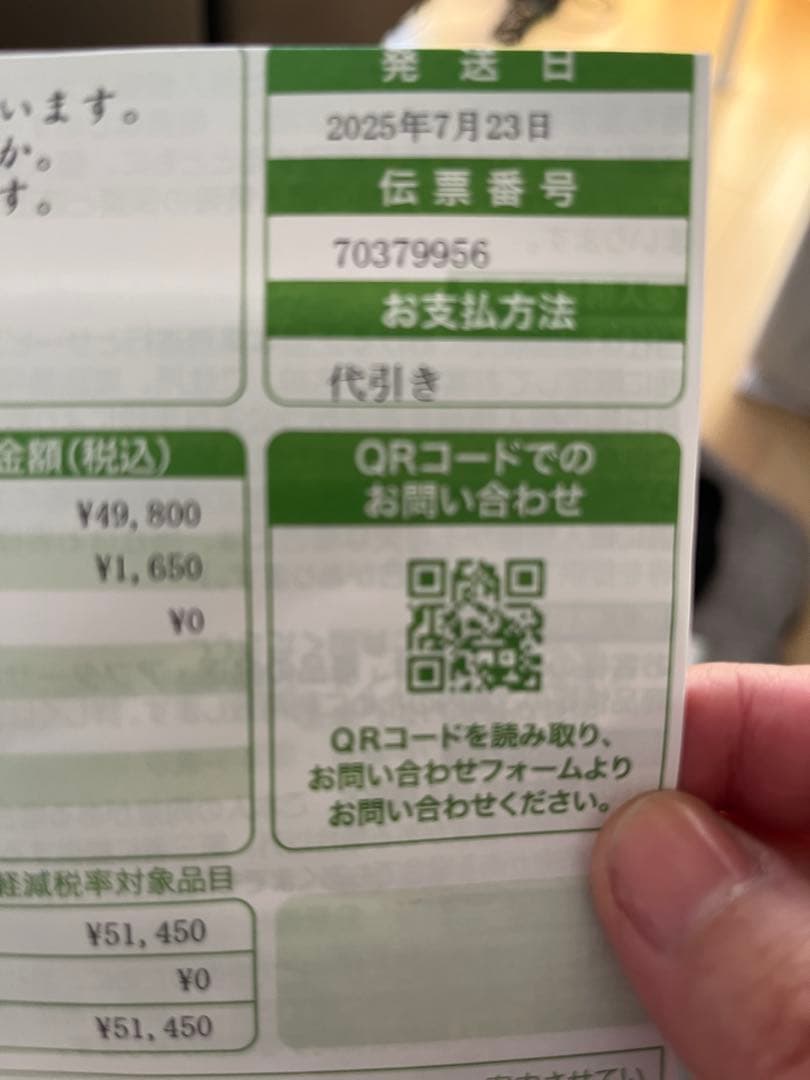 います。
か。
す。
発送日
2025年7月23日
伝票番号
70379956
お支払方法
代引き
金額(税込)
¥49,800
¥1,650
¥0
QRコードでの
お問い合わせ
QRコードを読み取り、
お問い合わせフォームより
お問い合わせください。
軽減税率対象品目
¥51,450
¥0
¥51,450